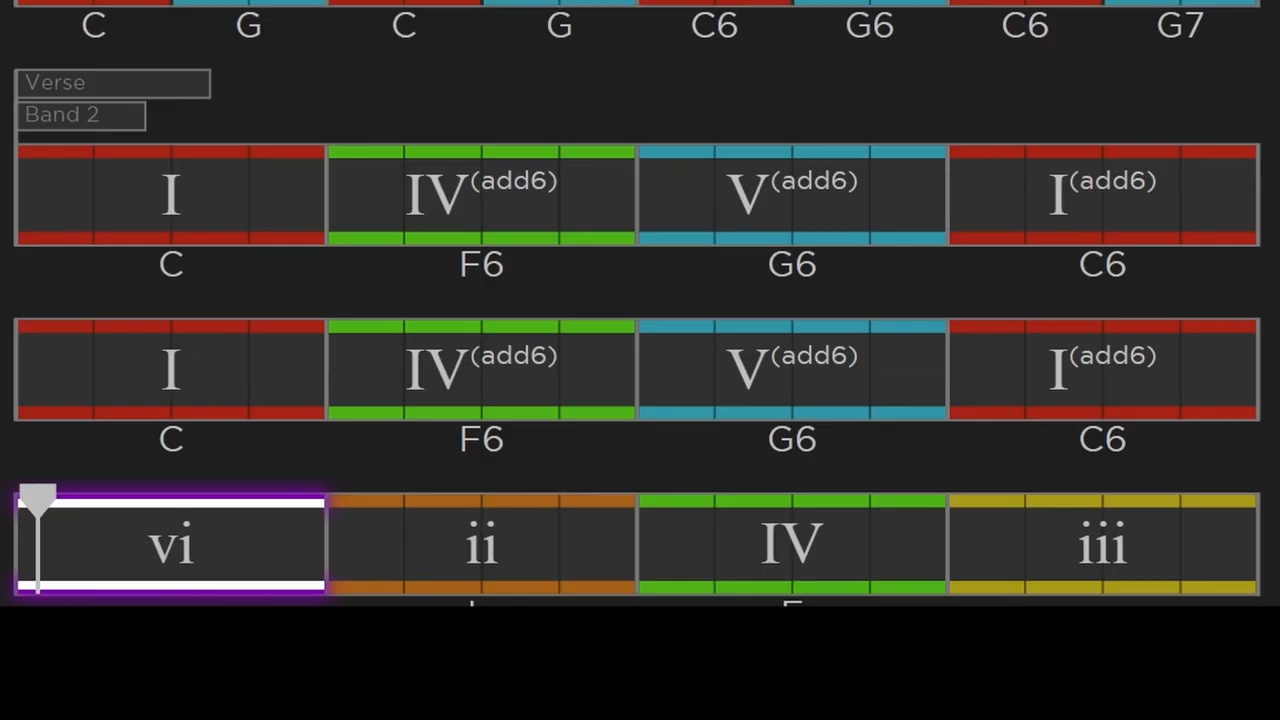 C G C G C6 G6 C6 G7
Verse
Band 2
I IV(add6) V(add6) I(add6)
C F6 G6 C6
I IV(add6) V(add6) I(add6)
C F6 G6 C6
vi ii IV iii